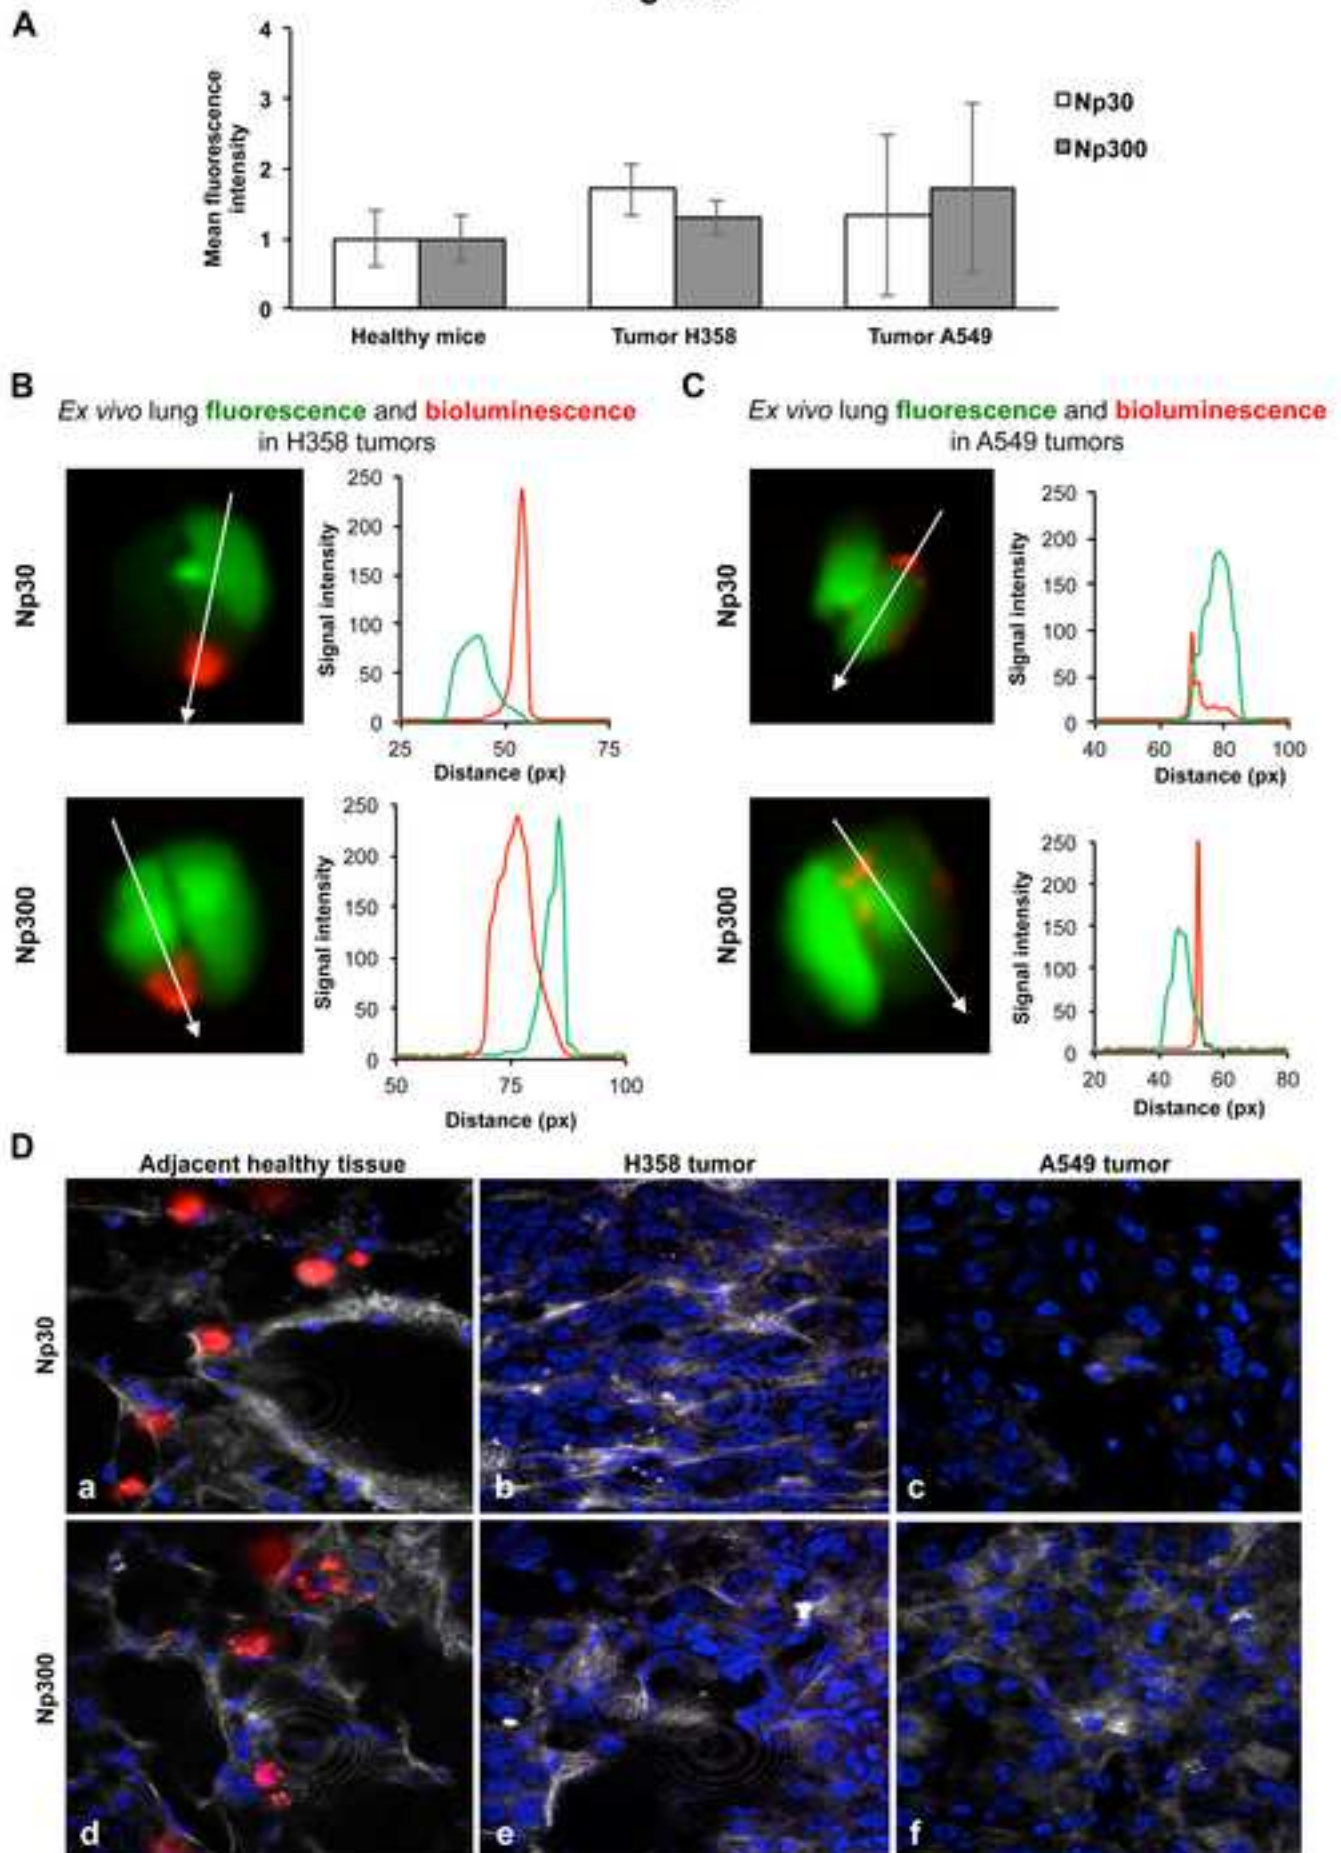 A
4
3
2
1
0
Mean fluorescence
intensity
Np30
Np300
Healthy mice
Tumor H358
Tumor A549
B
Ex vivo lung fluorescence and bioluminescence
in H358 tumors
Np30
Signal intensity
250
200
150
100
50
0
25
50
75
Distance (px)
Np300
Signal intensity
250
200
150
100
50
0
50
75
100
Distance (px)
C
Ex vivo lung fluorescence and bioluminescence
in A549 tumors
Np30
Signal intensity
250
200
150
100
50
0
40
60
80
100
Distance (px)
Np300
Signal intensity
250
200
150
100
50
0
20
40
60
80
Distance (px)
D
Adjacent healthy tissue
H358 tumor
A549 tumor
Np30
a
b
c
Np300
d
e
f